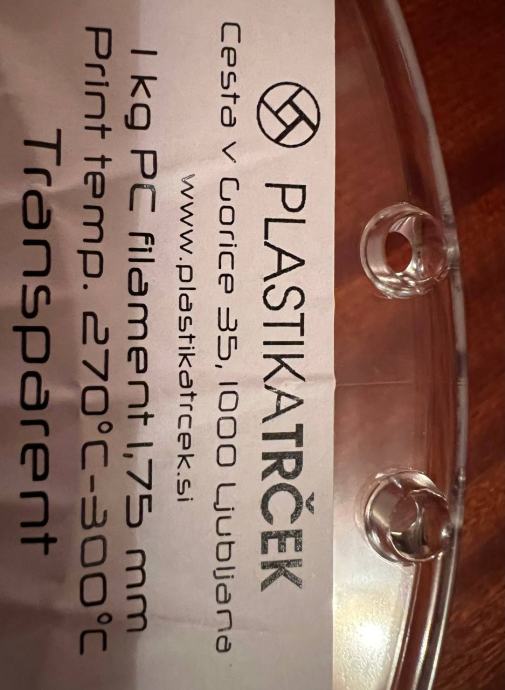 PLASTIKATRČEK
Cesta v Gorice 35, 1000 Ljubljana
www.plastikatrcek.si
1 kg PC filament 1,75 mm
Print temp. 270°C-300°C
Transparent